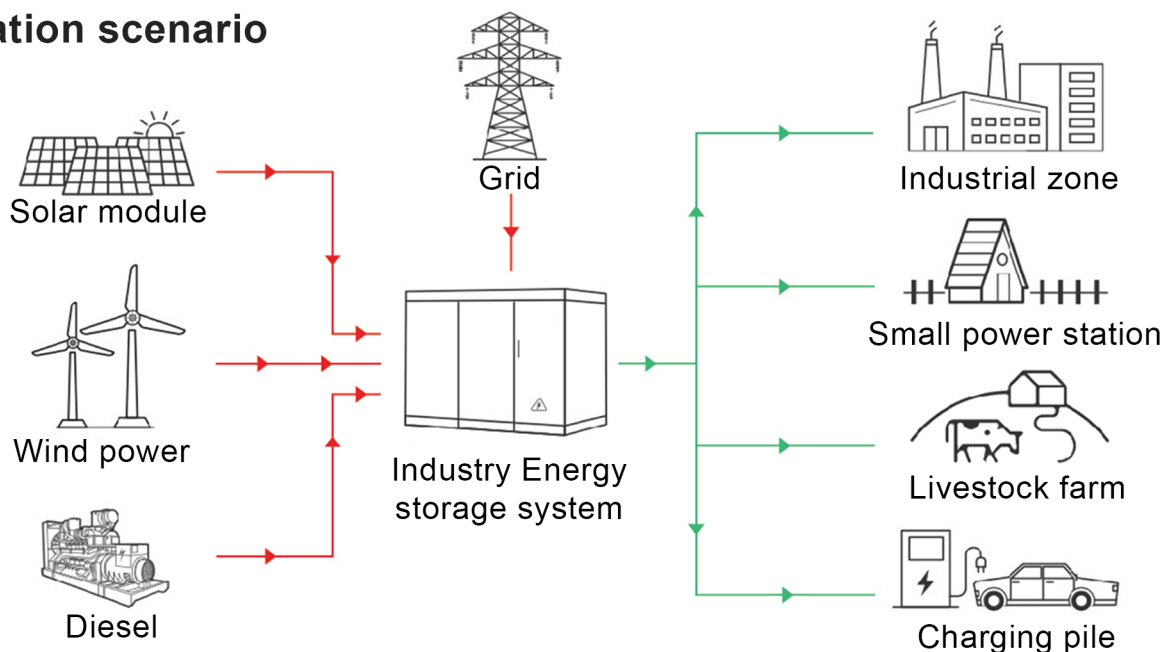 ation scenario
Grid
Industrial zone
Solar module
Small power station
Wind power
Industry Energy
storage system
Livestock farm
Diesel
Charging pile